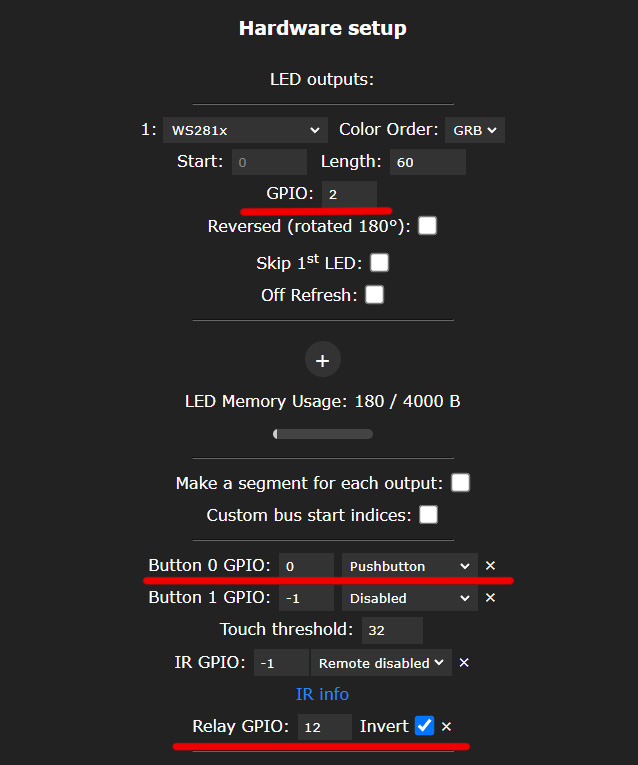 Hardware setup
LED outputs:
1: WS281x Color Order: GRB
Start: 0 Length: 60
GPIO: 2
Reversed (rotated 180°):
Skip 1st LED:
Off Refresh:
+
LED Memory Usage: 180 / 4000 B
Make a segment for each output:
Custom bus start indices:
Button 0 GPIO: 0 Pushbutton ×
Button 1 GPIO: -1 Disabled ×
Touch threshold: 32
IR GPIO: -1 Remote disabled ×
IR info
Relay GPIO: 12 Invert ×